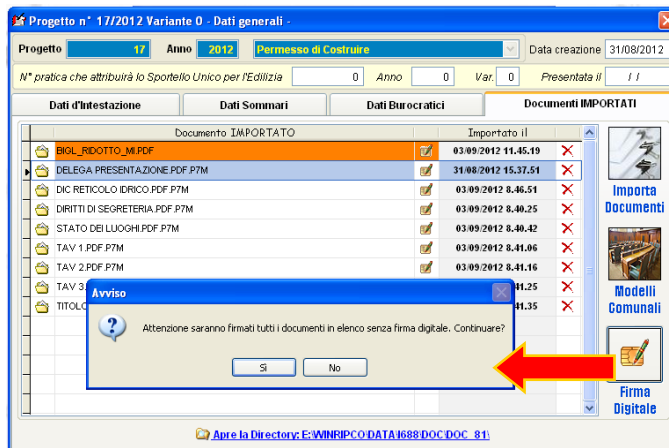 Progetto n° 17/2012 Variante 0 - Dati generali -
Progetto 17 Anno 2012 Permesso di Costruire Data creazione 31/08/2012
N° pratica che attribuirà lo Sportello Unico per l'Edilizia 0 Anno 0 Var. 0 Presentata il / /
Dati d'Intestazione Dati Sommari Dati Burocratici Documenti IMPORTATI
Documento IMPORTATO Importato il
BIGL_RIDOTTO_MI.PDF 03/09/2012 11.45.19
DELEGA PRESENTAZIONE.PDF.P7M 31/08/2012 15.37.51
DIC RETICOLO IDRICO.PDF.P7M 03/09/2012 8.46.51
DIRITTI DI SEGRETERIA.PDF.P7M 03/09/2012 8.40.25
STATO DEI LUOGHI.PDF.P7M 03/09/2012 8.40.42
TAV 1.PDF.P7M 03/09/2012 8.41.06
TAV 2.PDF.P7M 03/09/2012 8.41.16
TAV 3 41.25
TITOLO 41.35
Importa
Documenti
Modelli
Comunali
Firma
Digitale
Avviso
Attenzione saranno firmati tutti i documenti in elenco senza firma digitale. Continuare?
Sì No
Apre la Directory: E:\WINRIPCO\DATA\I688\DOC\DOC_81\